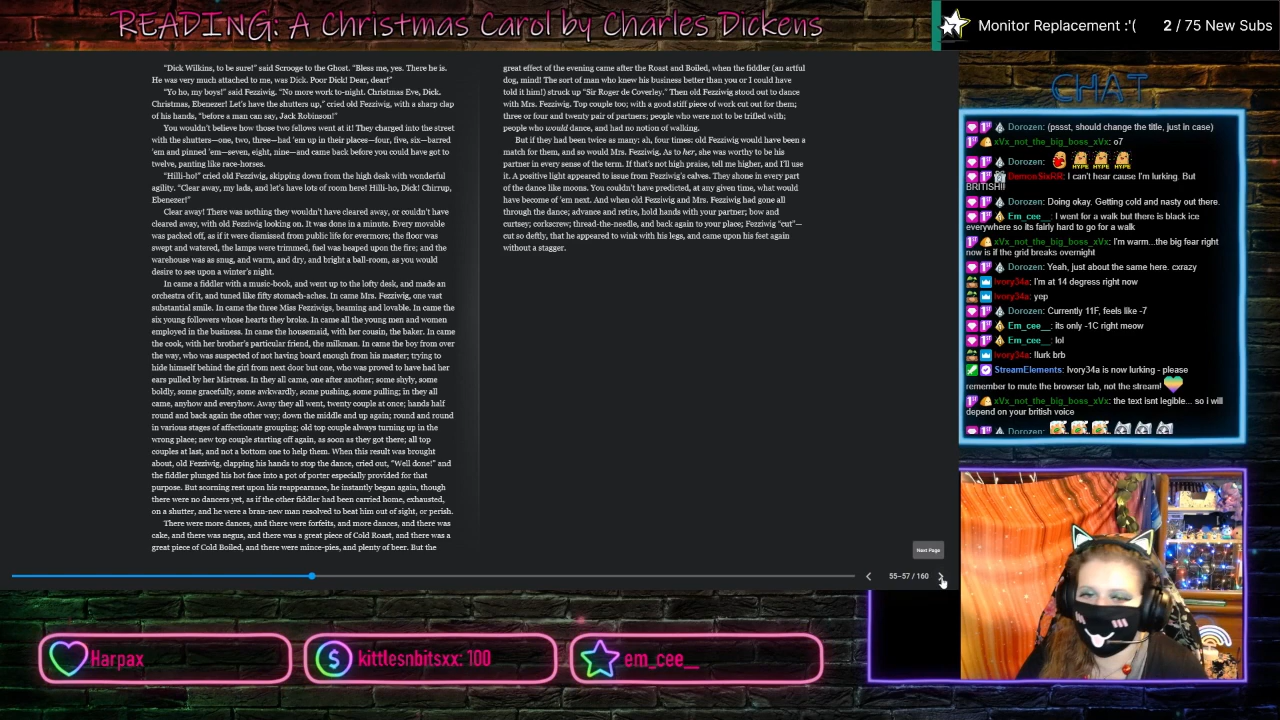 READING: A Christmas Carol by Charles Dickens
Monitor Replacement :'( 2 / 75 New Subs
“Dick Wilkins, to be sure!” said Scrooge to the Ghost. “Bless me, yes. There he is.
He was very much attached to me, was Dick. Poor Dick! Dear, dear!”
“Yo ho, my boys!” said Fezziwig. “No more work to-night. Christmas Eve, Dick.
Christmas, Ebenezer! Let's have the shutters up,” cried old Fezziwig, with a sharp clap
of his hands, “before a man can say, Jack Robinson!”
You wouldn't believe how those two fellows went at it! They charged into the street
with the shutters—one, two, three—had 'em up in their places—four, five, six—barred
'em and pinned 'em—seven, eight, nine—and came back before you could have got to
twelve, panting like race-horses.
“Hilli-ho!” cried old Fezziwig, skipping down from the high desk with wonderful
agility. “Clear away, my lads, and let's have lots of room here! Hilli-ho, Dick! Chirrup,
Ebenezer!”
Clear away! There was nothing they wouldn't have cleared away, or couldn't have
cleared away, with old Fezziwig looking on. It was done in a minute. Every movable
was packed off, as if it were dismissed from public life for evermore; the floor was
swept and watered, the lamps were trimmed, fuel was heaped upon the fire; and the
warehouse was as snug, and warm, and dry, and bright a ball-room, as you would
desire to see upon a winter's night.
In came a fiddler with a music-book, and went up to the lofty desk, and made an
orchestra of it, and tuned like fifty stomach-aches. In came Mrs. Fezziwig, one vast
substantial smile. In came the three Miss Fezziwigs, beaming and lovable. In came the
six young followers whose hearts they broke. In came all the young men and women
employed in the business. In came the housemaid, with her cousin, the baker. In came
the cook, with her brother's particular friend, the milkman. In came the boy from over
the way, who was suspected of not having board enough from his master; trying to
hide himself behind the girl from next door but one, who was proved to have had her
ears pulled by her Mistress. In they all came, one after another; some shyly, some
boldly, some gracefully, some awkwardly, some pushing, some pulling; in they all
came, anyhow and everyhow. Away they all went, twenty couple at once; hands half
round and back again the other way; down the middle and up again; round and round
in various stages of affectionate grouping; old top couple always turning up in the
wrong place; new top couple starting off again, as soon as they got there; all top
couples at last, and not a bottom one to help them. When this result was brought
about, old Fezziwig, clapping his hands to stop the dance, cried out, “Well done!” and
the fiddler plunged his hot face into a pot of porter especially provided for that
purpose. But scorning rest upon his reappearance, he instantly began again, though
there were no dancers yet, as if the other fiddler had been carried home, exhausted,
on a shutter, and he were a bran-new man resolved to beat him out of sight, or perish.
There were more dances, and there were forfeits, and more dances, and there was
cake, and there was negus, and there was a great piece of Cold Roast, and there was a
great piece of Cold Boiled, and there were mince-pies, and plenty of beer. But the
great effect of the evening came after the Roast and Boiled, when the fiddler (an artful
dog, mind! The sort of man who knew his business better than you or I could have
told it him!) struck up “Sir Roger de Coverley.” Then old Fezziwig stood out to dance
with Mrs. Fezziwig. Top couple too; with a good stiff piece of work cut out for them;
three or four and twenty pair of partners; people who were not to be trifled with;
people who would dance, and had no notion of walking.
But if they had been twice as many: ah, four times: old Fezziwig would have been a
match for them, and so would Mrs. Fezziwig. As to her, she was worthy to be his
partner in every sense of the term. If that's not high praise, tell me higher, and I'll use
it. A positive light appeared to issue from Fezziwig's calves. They shone in every part
of the dance like moons. You couldn't have predicted, at any given time, what would
have become of 'em next. And when old Fezziwig and Mrs. Fezziwig had gone all
through the dance; advance and retire, hold hands with your partner; bow and
curtsey; corkscrew; thread-the-needle, and back again to your place; Fezziwig “cut”—
cut so deftly, that he appeared to wink with his legs, and came upon his feet again
without a stagger.
Next Page
55–57 / 160
CHAT
Dorozen: (pssst, should change the title, just in case)
xVx_not_the_big_boss_xVx: o7
Dorozen: HYPE HYPE HYPE
DemonSixRR: I can't hear cause I'm lurking. But
BRITISH!!!
Dorozen: Doing okay. Getting cold and nasty out there.
Em_cee__: I went for a walk but there is black ice
everywhere so its fairly hard to go for a walk
xVx_not_the_big_boss_xVx: I'm warm...the big fear right
now is if the grid breaks overnight
Dorozen: Yeah, just about the same here. cxrazy
Ivory34a: I'm at 14 degress right now
Ivory34a: yep
Dorozen: Currently 11F, feels like -7
Em_cee__: its only -1C right meow
Em_cee__: lol
Ivory34a: !lurk brb
StreamElements: Ivory34a is now lurking - please
remember to mute the browser tab, not the stream!
xVx_not_the_big_boss_xVx: the text isnt legible... so i will
depend on your british voice
Dorozen:
Harpax
kittlesnbitsxx: 100
em_cee__